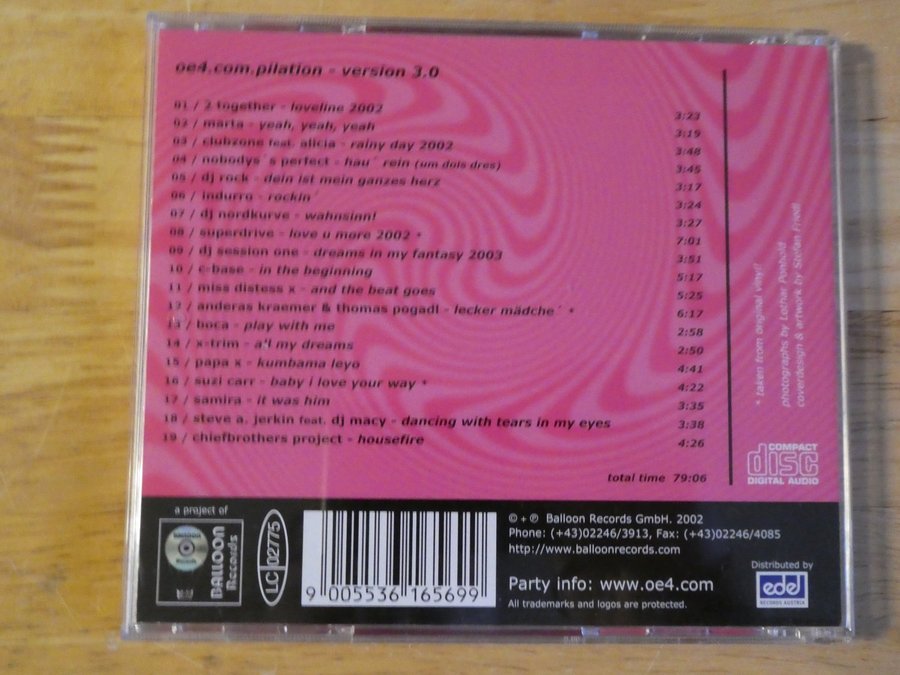 oe4.com.pilation - version 3.0
01 / 2 together - loveline 2002 3:23
02 / marta - yeah, yeah, yeah 3:19
03 / clubzone feat. alicia - rainy day 2002 3:48
04 / nobodys´s perfect - hau´ rein (um dois dres) 3:45
05 / dj rock - dein ist mein ganzes herz 3:17
06 / indurro - rockin´ 3:24
07 / dj nordkurve - wahnsinn! 3:27
08 / superdrive - love u more 2002 * 7:01
09 / dj session one - dreams in my fantasy 2003 3:51
10 / c-base - in the beginning 5:17
11 / miss distess x - and the beat goes 5:25
12 / anderas kraemer & thomas pogadl - lecker mädche´ * 6:17
13 / boca - play with me 2:58
14 / x-trim - all my dreams 2:50
15 / papa x - kumbama leyo 4:41
16 / suzi carr - baby i love your way * 4:22
17 / samira - it was him 3:35
18 / steve a. jerkin feat. dj macy - dancing with tears in my eyes 3:38
19 / chiefbrothers project - housefire 4:26
total time 79:06
* taken from original vinyl!!
photographs by Lothar
coverdesign & artwork by Stefan Friedl
COMPACT
disc
DIGITAL AUDIO
a project of
BALLOON
Records
LC 02775
9 005536 165699
© + ℗ Balloon Records GmbH. 2002
Phone: (+43)02246/3913, Fax: (+43)02246/4085
http://www.balloonrecords.com
Party info: www.oe4.com
All trademarks and logos are protected.
Distributed by
edel
RECORDS AUSTRIA